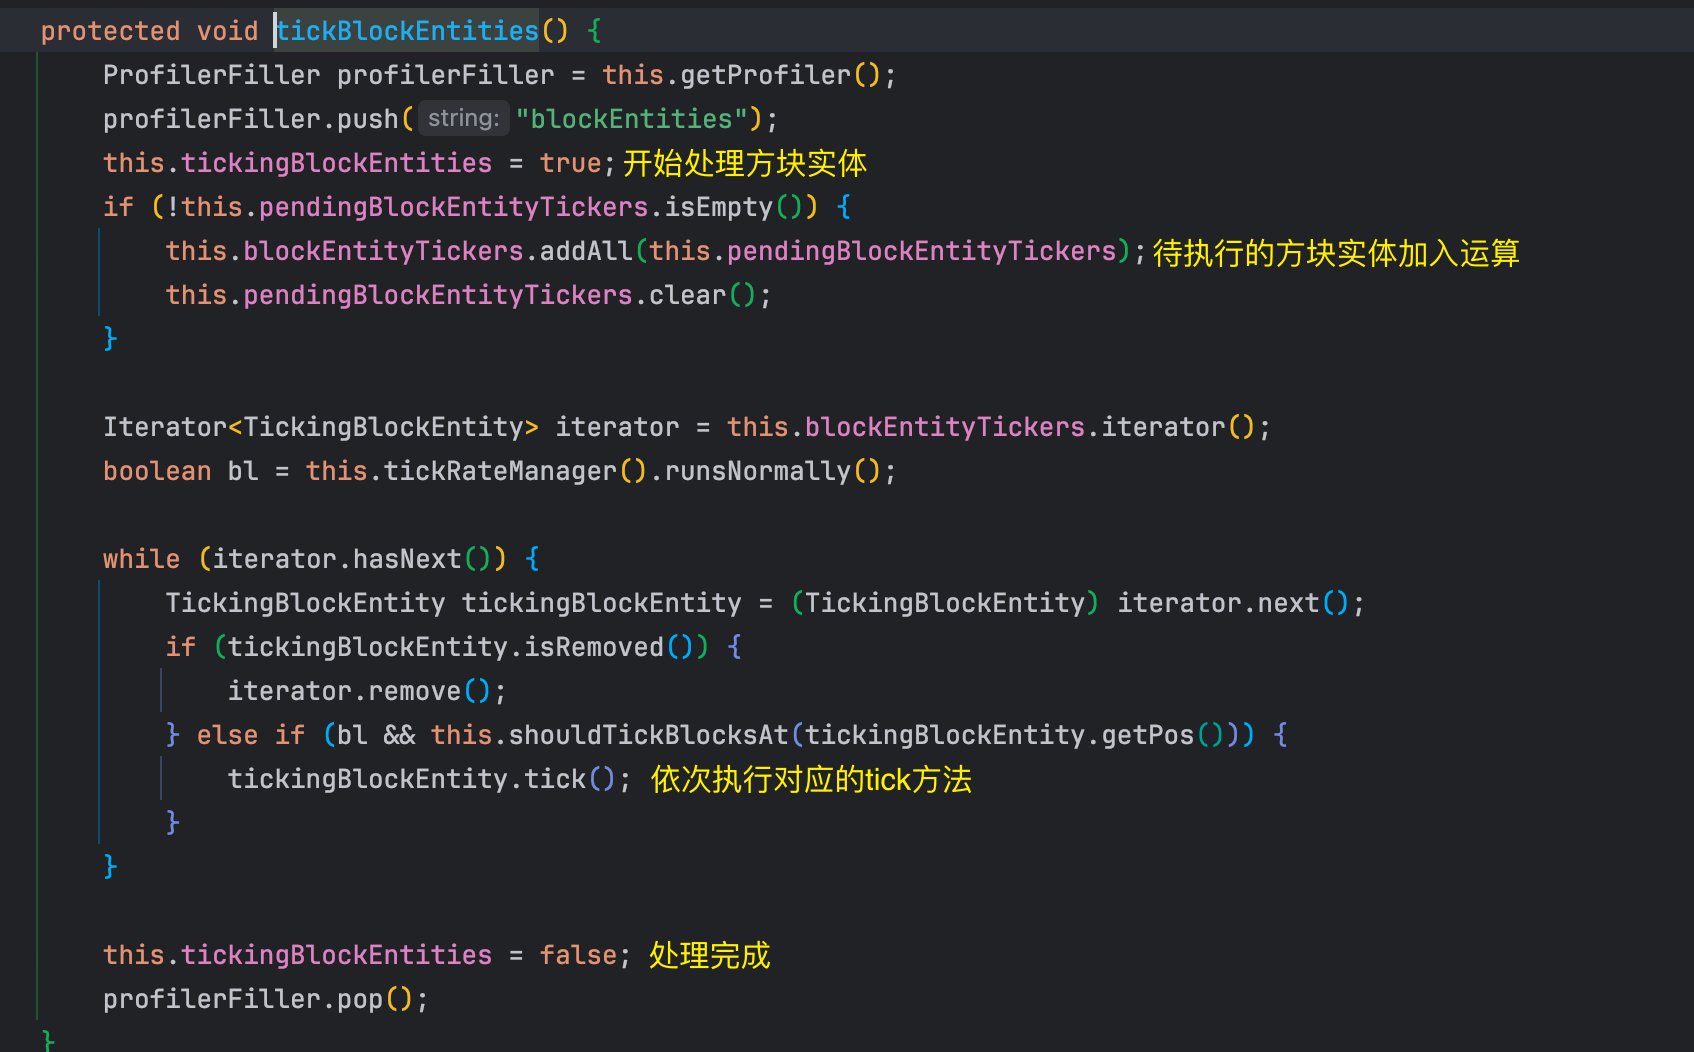 protected void tickBlockEntities() {
ProfilerFiller profilerFiller = this.getProfiler();
profilerFiller.push( string: "blockEntities");
this.tickingBlockEntities = true; 开始处理方块实体
if (!this.pendingBlockEntityTickers.isEmpty()) {
this.blockEntityTickers.addAll(this.pendingBlockEntityTickers); 待执行的方块实体加入运算
this.pendingBlockEntityTickers.clear();
}
Iterator<TickingBlockEntity> iterator = this.blockEntityTickers.iterator();
boolean bl = this.tickRateManager().runsNormally();
while (iterator.hasNext()) {
TickingBlockEntity tickingBlockEntity = (TickingBlockEntity) iterator.next();
if (tickingBlockEntity.isRemoved()) {
iterator.remove();
} else if (bl && this.shouldTickBlocksAt(tickingBlockEntity.getPos())) {
tickingBlockEntity.tick(); 依次执行对应的tick方法
}
}
this.tickingBlockEntities = false; 处理完成
profilerFiller.pop();
}